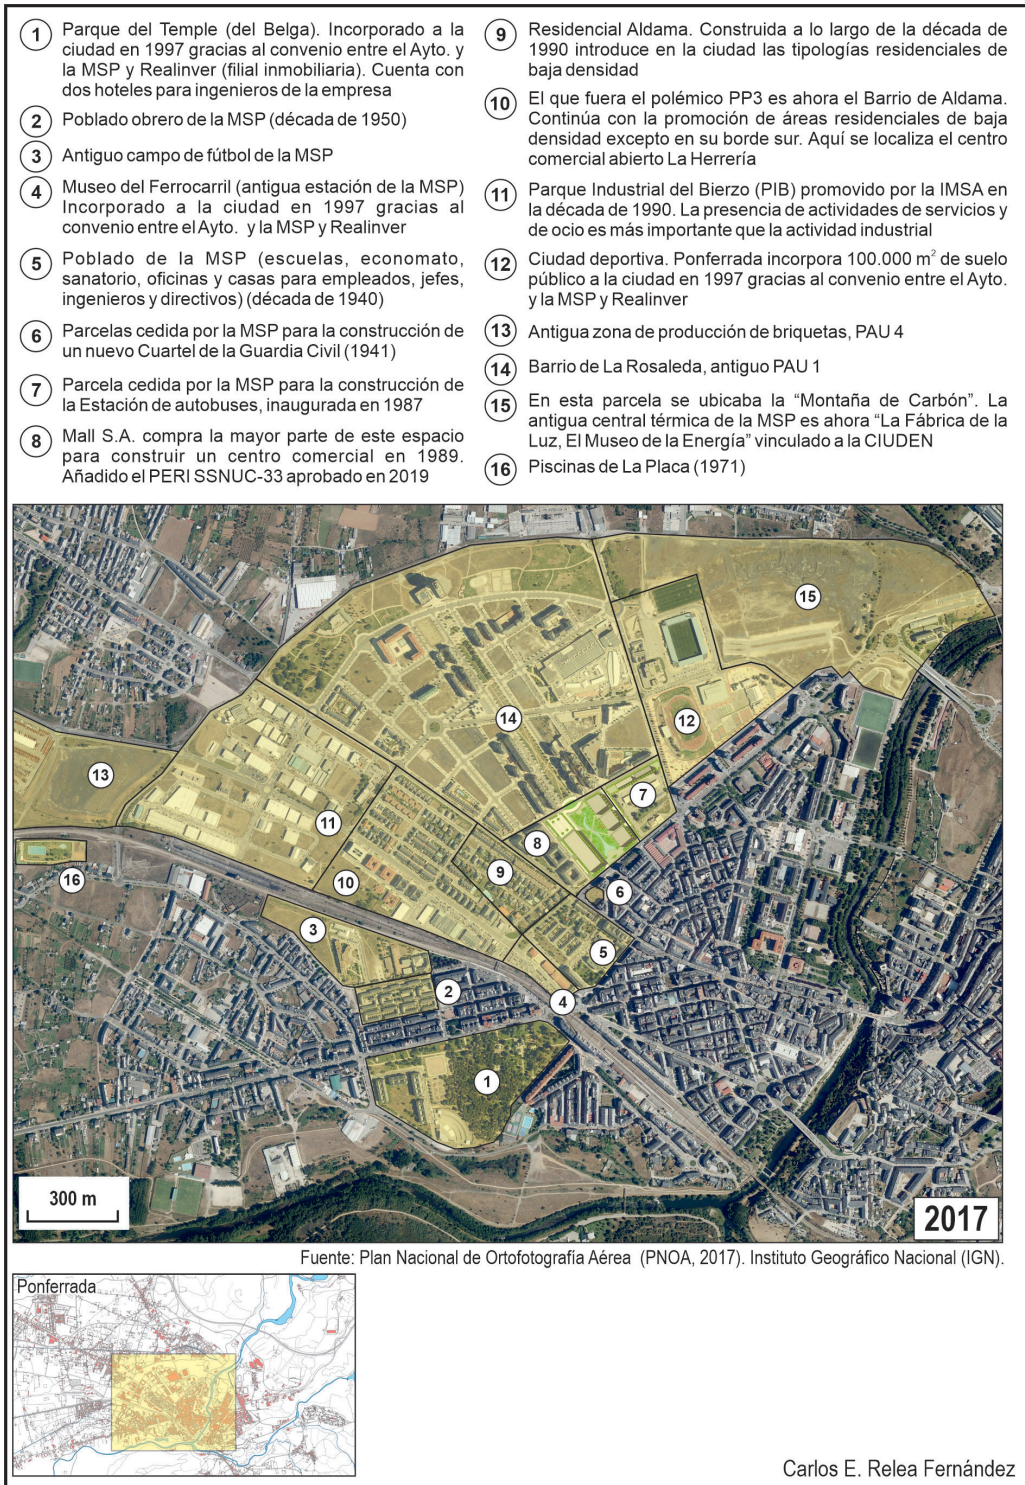 1 Parque del Temple (del Belga). Incorporado a la
ciudad en 1997 gracias al convenio entre el Ayto. y
la MSP y Realinver (filial inmobiliaria). Cuenta con
dos hoteles para ingenieros de la empresa
2 Poblado obrero de la MSP (década de 1950)
3 Antiguo campo de fútbol de la MSP
4 Museo del Ferrocarril (antigua estación de la MSP)
Incorporado a la ciudad en 1997 gracias al
convenio entre el Ayto. y la MSP y Realinver
5 Poblado de la MSP (escuelas, economato,
sanatorio, oficinas y casas para empleados, jefes,
ingenieros y directivos) (década de 1940)
6 Parcelas cedida por la MSP para la construcción de
un nuevo Cuartel de la Guardia Civil (1941)
7 Parcela cedida por la MSP para la construcción de
la Estación de autobuses, inaugurada en 1987
8 Mall S.A. compra la mayor parte de este espacio
para construir un centro comercial en 1989.
Añadido el PERI SSNUC-33 aprobado en 2019
9 Residencial Aldama. Construida a lo largo de la década de
1990 introduce en la ciudad las tipologías residenciales de
baja densidad
10 El que fuera el polémico PP3 es ahora el Barrio de Aldama.
Continúa con la promoción de áreas residenciales de baja
densidad excepto en su borde sur. Aquí se localiza el centro
comercial abierto La Herrería
11 Parque Industrial del Bierzo (PIB) promovido por la IMSA en
la década de 1990. La presencia de actividades de servicios y
de ocio es más importante que la actividad industrial
12 Ciudad deportiva. Ponferrada incorpora 100.000 m² de suelo
público a la ciudad en 1997 gracias al convenio entre el Ayto.
y la MSP y Realinver
13 Antigua zona de producción de briquetas, PAU 4
14 Barrio de La Rosaleda, antiguo PAU 1
15 En esta parcela se ubicaba la “Montaña de Carbón”. La
antigua central térmica de la MSP es ahora “La Fábrica de la
Luz, El Museo de la Energía” vinculado a la CIUDEN
16 Piscinas de La Placa (1971)
15
14
12
13
7
11
8
16
10
9
6
3
5
2
4
1
300 m
2017
Fuente: Plan Nacional de Ortofotografía Aérea (PNOA, 2017). Instituto Geográfico Nacional (IGN).
Ponferrada
Carlos E. Relea Fernández